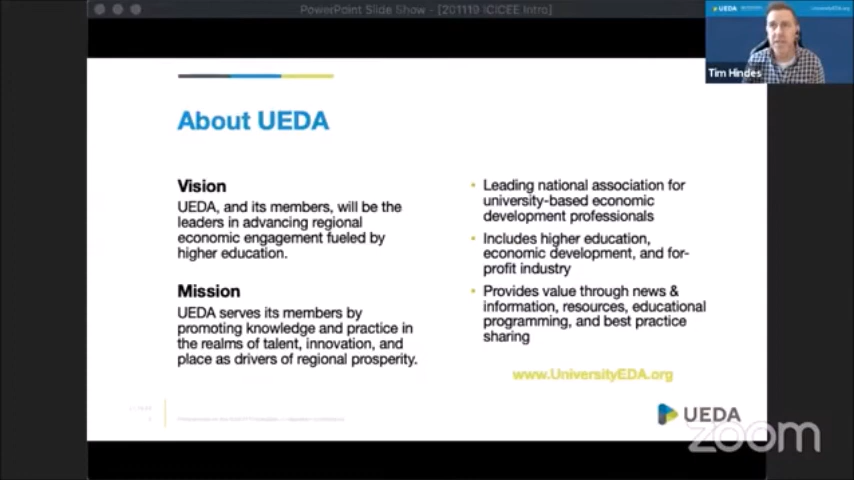 PowerPoint Slide Show - [201119 ICICEE Intro]
UEDA
UniversityEDA.org
Tim Hindes
About UEDA
Vision
UEDA, and its members, will be the
leaders in advancing regional
economic engagement fueled by
higher education.
Mission
UEDA serves its members by
promoting knowledge and practice in
the realms of talent, innovation, and
place as drivers of regional prosperity.
• Leading national association for
university-based economic
development professionals
• Includes higher education,
economic development, and for-
profit industry
• Provides value through news &
information, resources, educational
programming, and best practice
sharing
www.UniversityEDA.org
UEDA
zoom